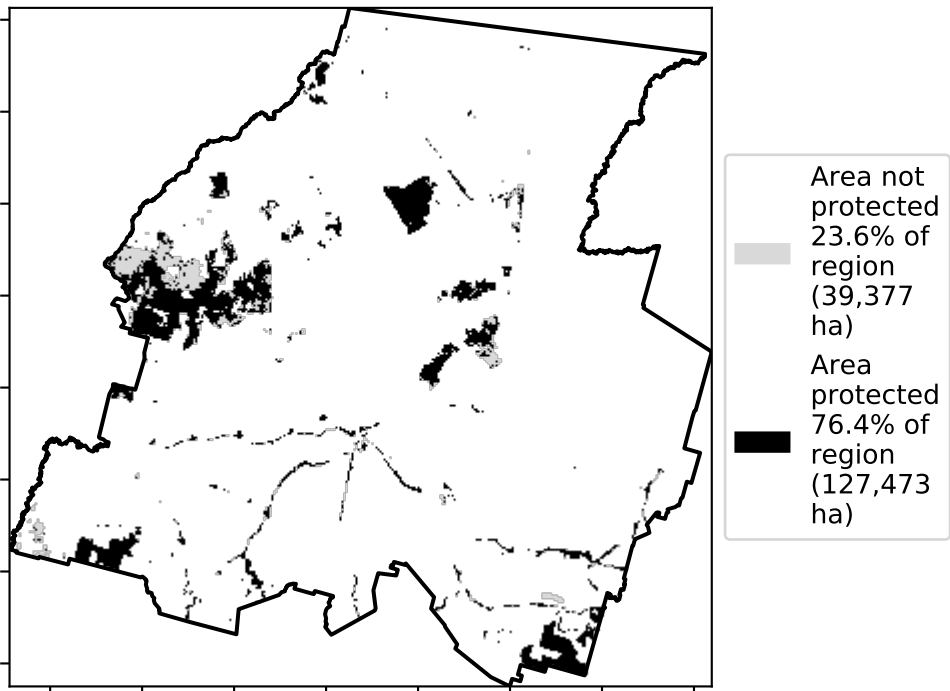 Area not
protected
23.6% of
region
(39,377
ha)
Area
protected
76.4% of
region
(127,473
ha)